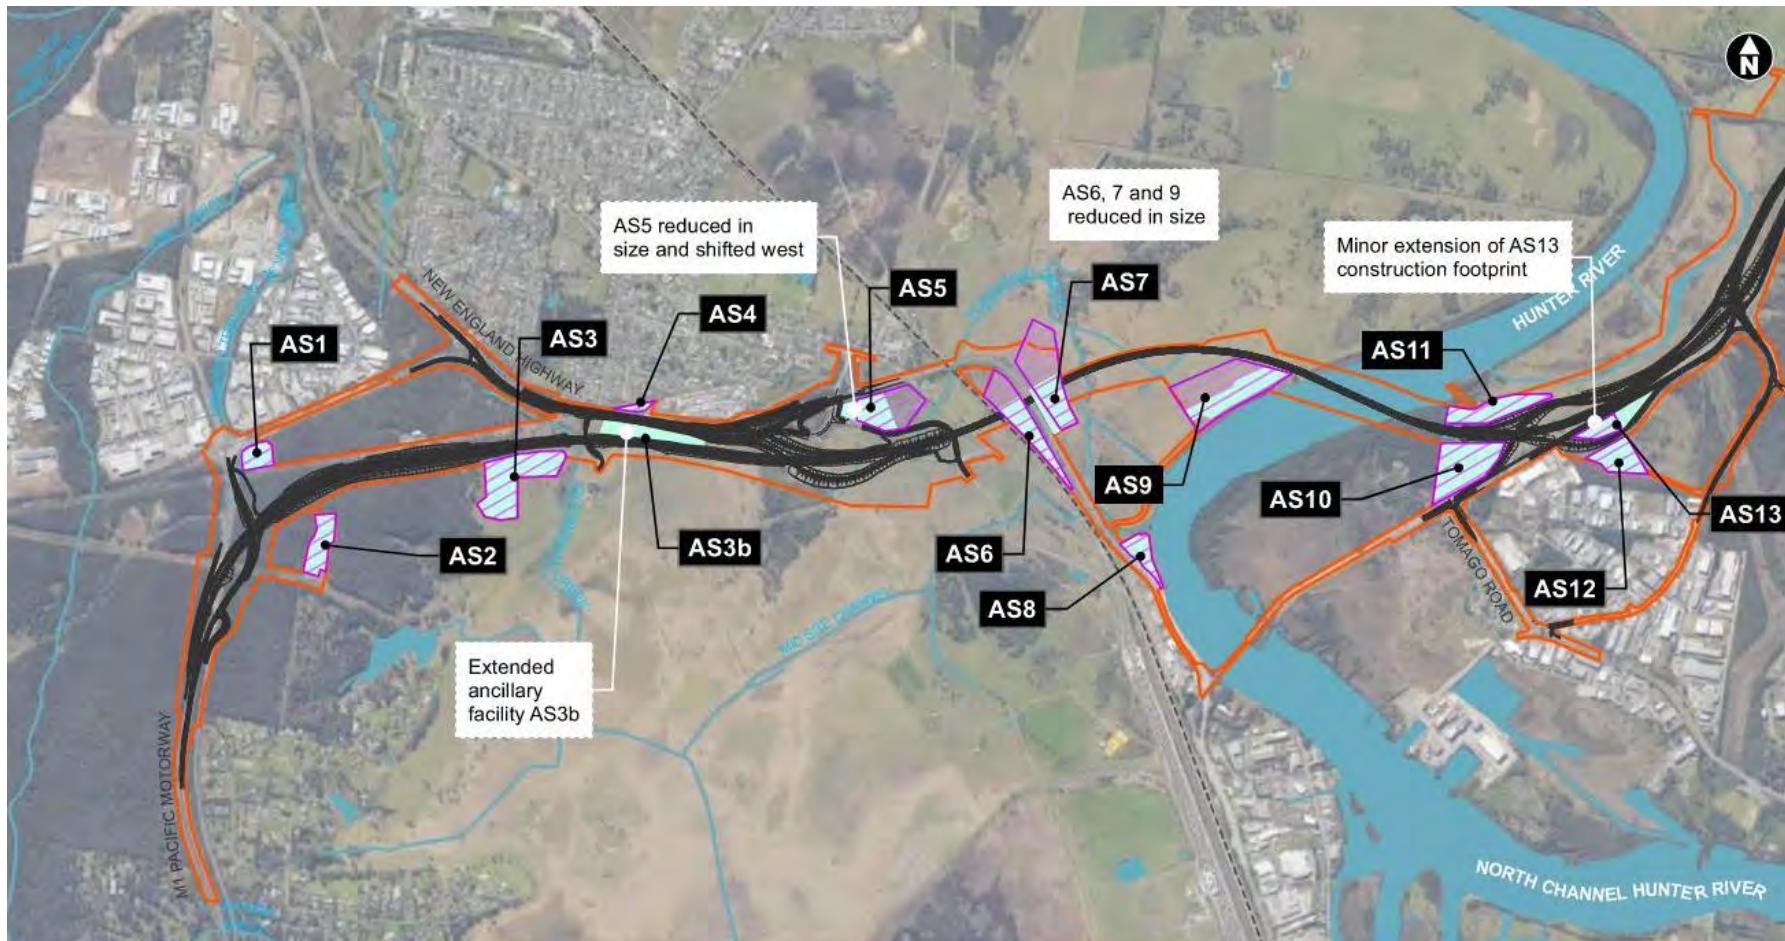 N
AS6, 7 and 9
reduced in size
AS5 reduced in
size and shifted west
Minor extension of AS13
construction footprint
HUNTER RIVER
NEW ENGLAND HIGHWAY
AS7
AS5
AS4
AS3
AS1
AS11
AS9
AS10
AS13
AS3b
AS6
AS2
AS12
AS8
TOMAGO ROAD
Extended
ancillary
facility AS3b
M1 PACIFIC MOTORWAY
NORTH CHANNEL HUNTER RIVER